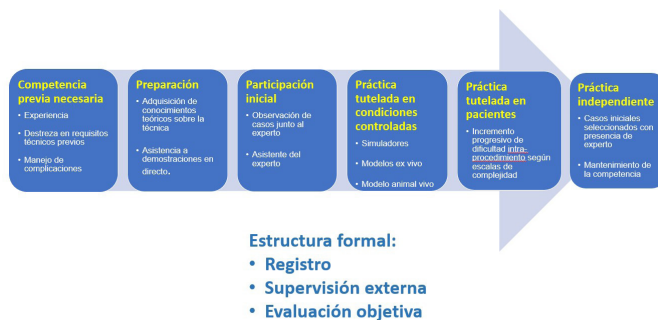 Competencia
previa necesaria
• Experiencia
• Destreza en requisitos
técnicos previos
• Manejo de
complicaciones
Preparación
• Adquisición de
conocimientos
teóricos sobre la
técnica
• Asistencia a
demostraciones en
directo.
Participación
inicial
• Observación de
casos junto al
experto
• Asistente del
experto
Práctica
tutelada en
condiciones
controladas
• Simuladores
• Modelos ex vivo
• Modelo animal vivo
Práctica
tutelada en
pacientes
• Incremento
progresivo de
dificultad intra-
procedimiento según
escalas de
complejidad
Práctica
independiente
• Casos iniciales
seleccionados con
presencia de
experto
• Mantenimiento de
la competencia
Estructura formal:
• Registro
• Supervisión externa
• Evaluación objetiva